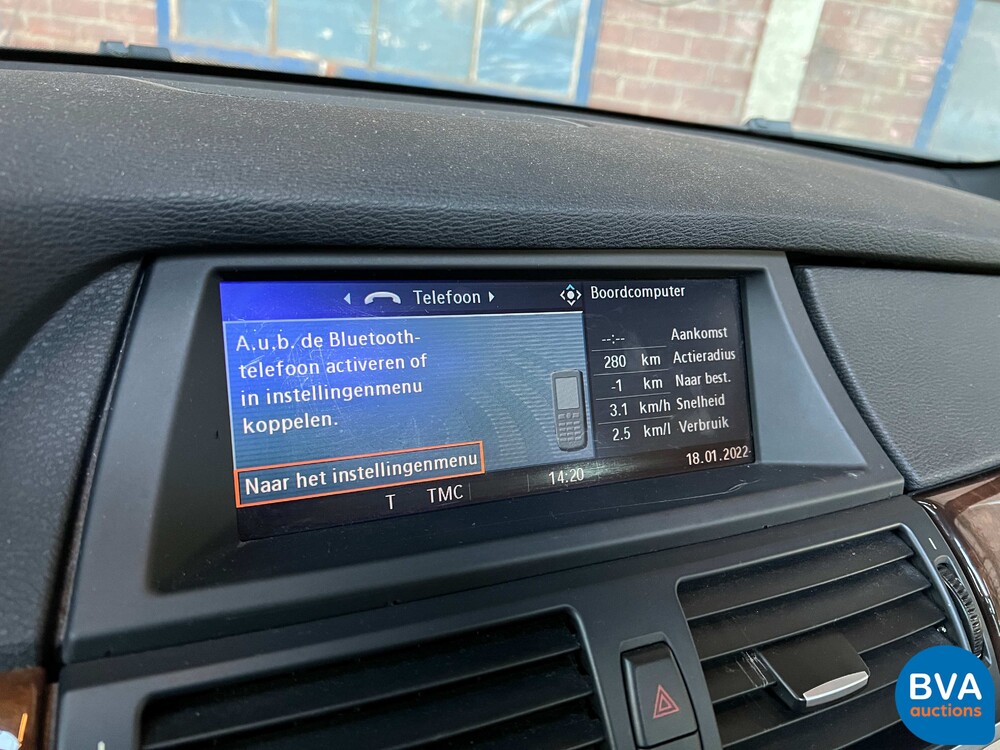 Telefoon
Boordcomputer
A.u.b. de Bluetooth-
telefoon activeren of
in instellingenmenu
koppelen.
Naar het instellingenmenu
--:-- Aankomst
280 km Actieradius
-1 km Naar best.
3.1 km/h Snelheid
2.5 km/l Verbruik
T TMC 14:20 18.01.2022
BVA
auctions